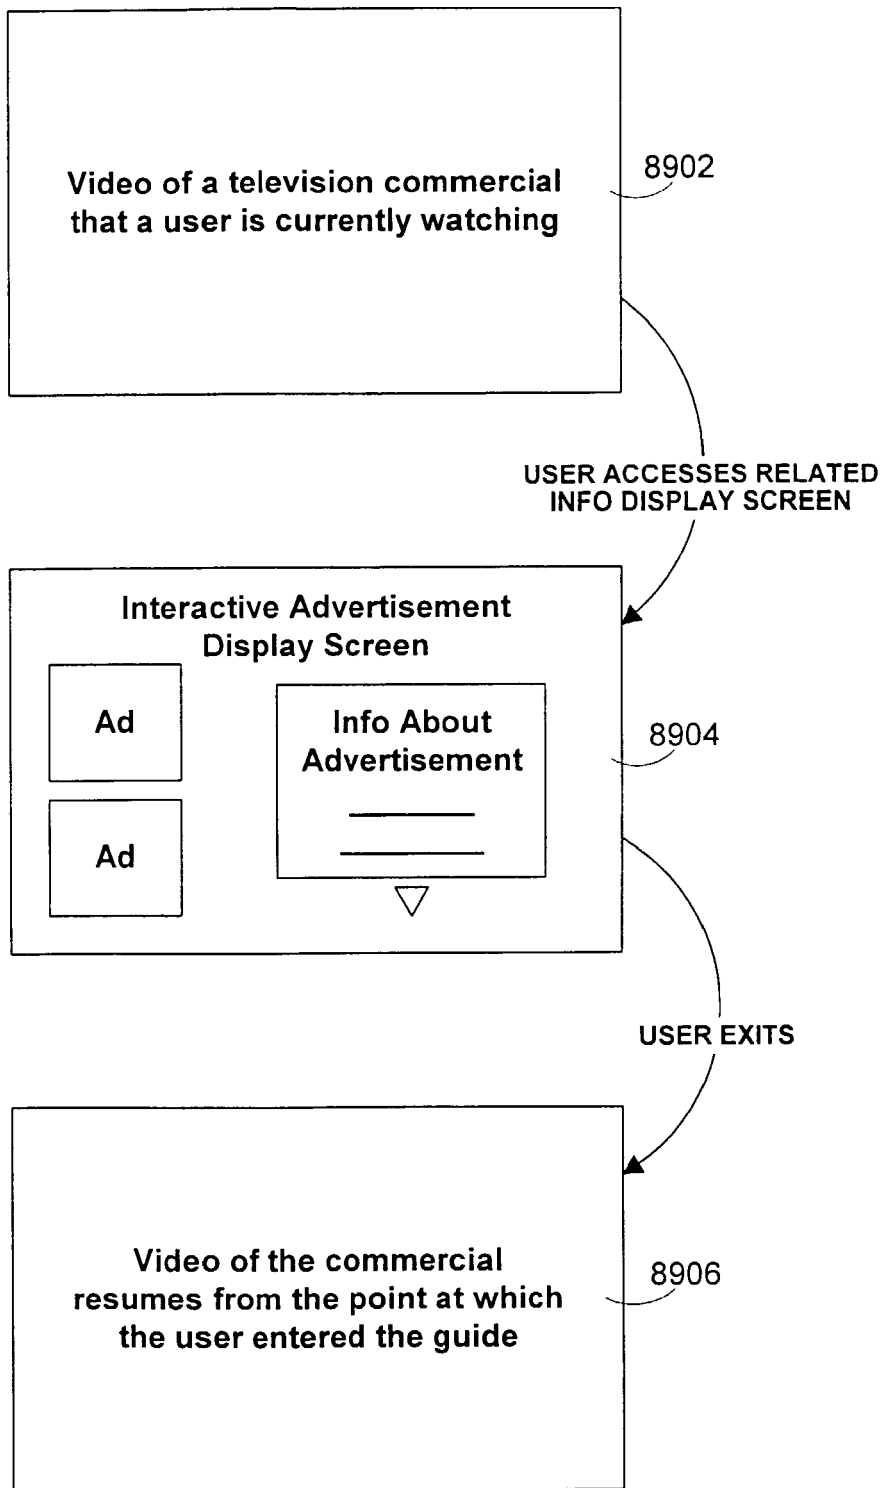 Video of a television commercial
that a user is currently watching
8902
USER ACCESSES RELATED
INFO DISPLAY SCREEN
Interactive Advertisement
Display Screen
Ad
Info About
Advertisement
Ad
8904
USER EXITS
Video of the commercial
resumes from the point at which
the user entered the guide
8906